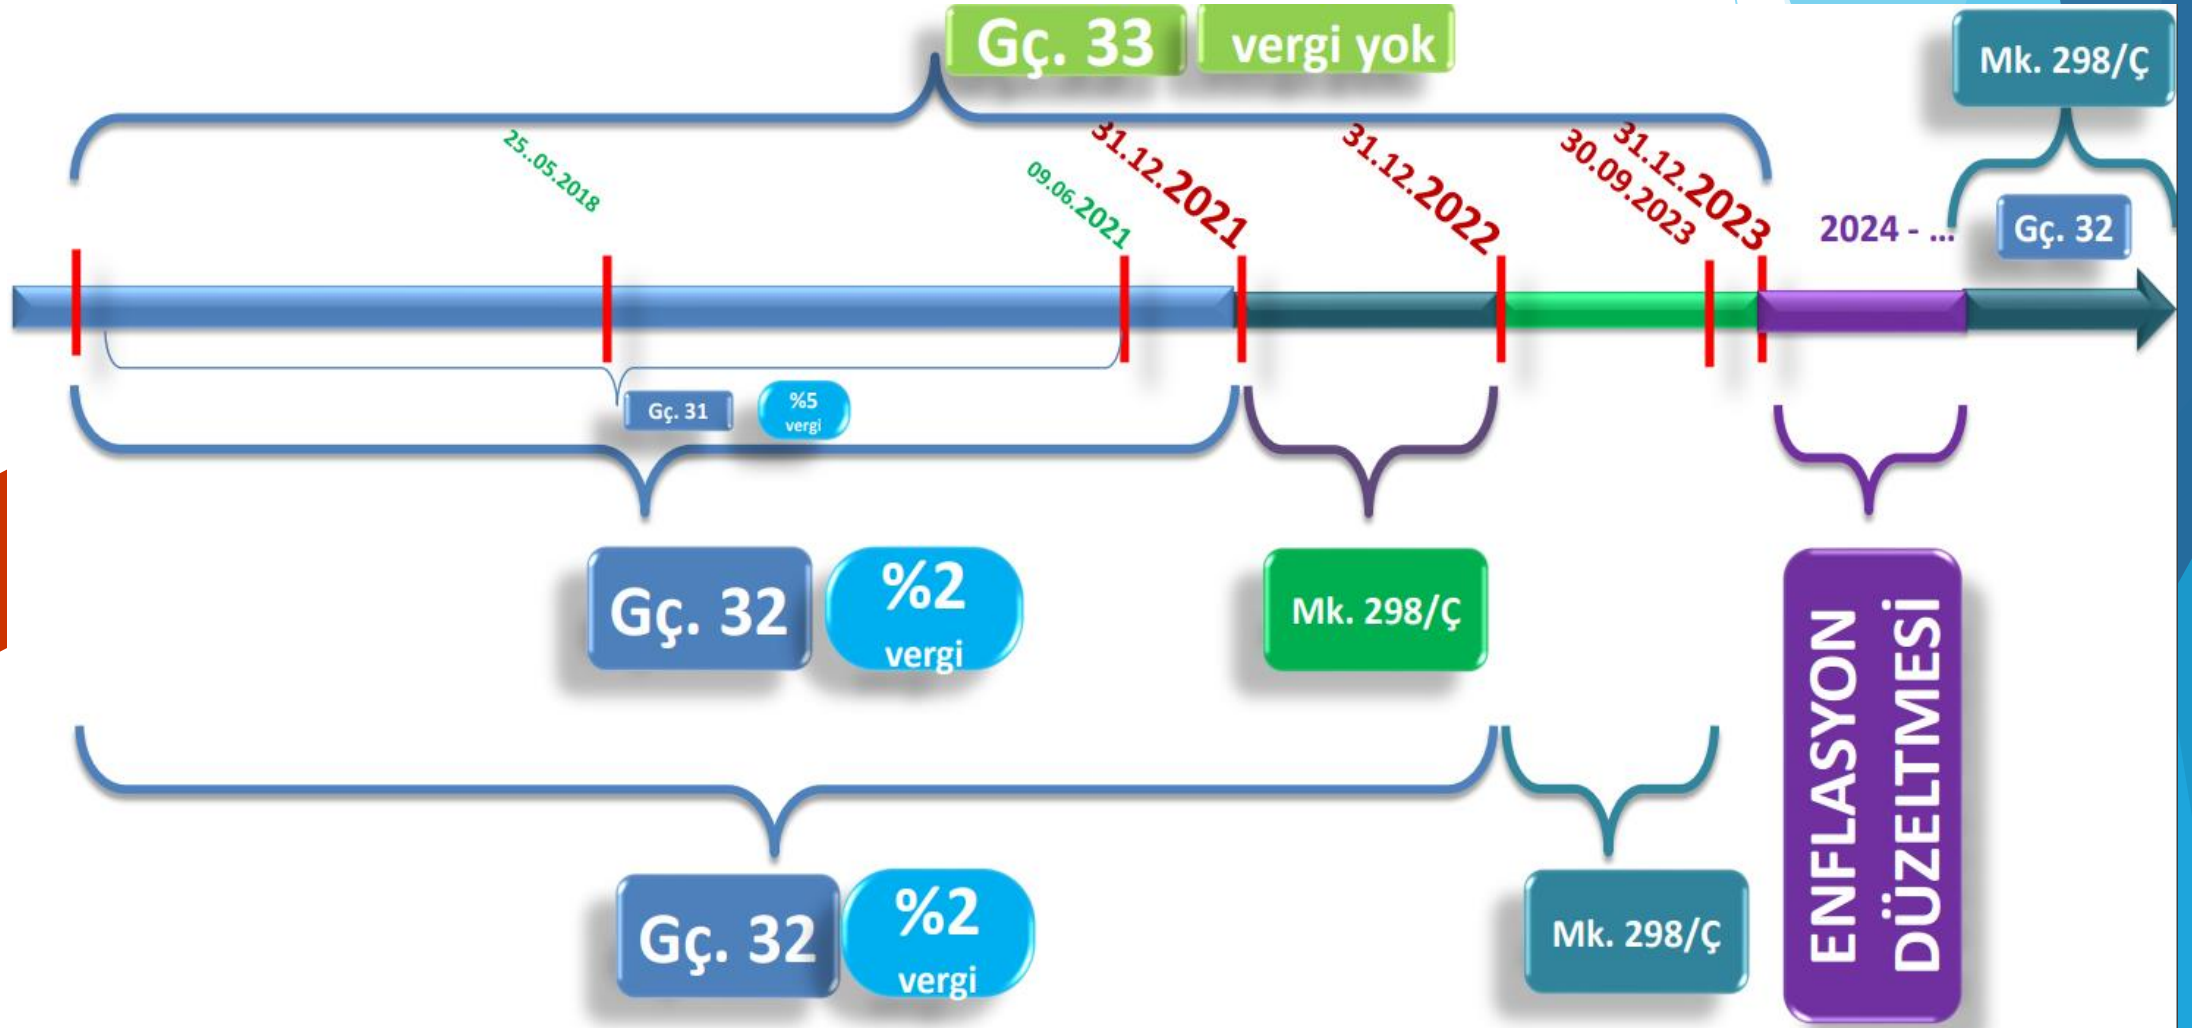 Gç. 33
vergi yok
Mk. 298/Ç
25..05.2018
09.06.2021
31.12.2021
31.12.2022
30.09.2023
31.12.2023
2024 - ...
Gç. 32
Gç. 31
%5
vergi
Gç. 32
%2
vergi
Mk. 298/Ç
ENFLASYON
DÜZELTMESİ
Gç. 32
%2
vergi
Mk. 298/Ç